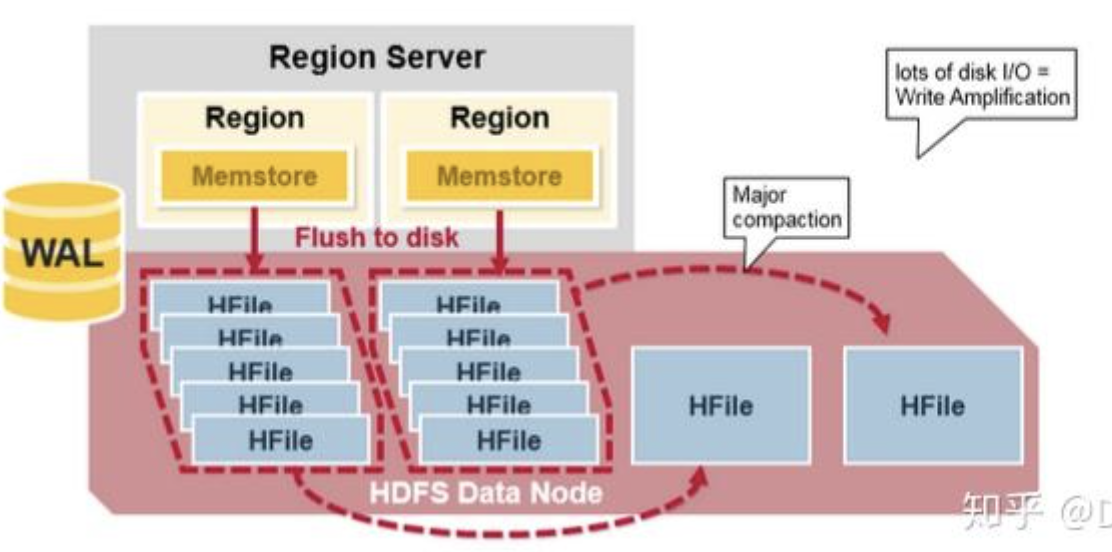 Region Server
lots of disk I/O =
Write Amplification
Region
Region
Memstore
Memstore
Major
compaction
WAL
Flush to disk
HFile
HFile
HFile
HFile
HFile
HFile
HFile
HFile
HFile
HFile
HFile
HFile
HDFS Data Node
知乎 @